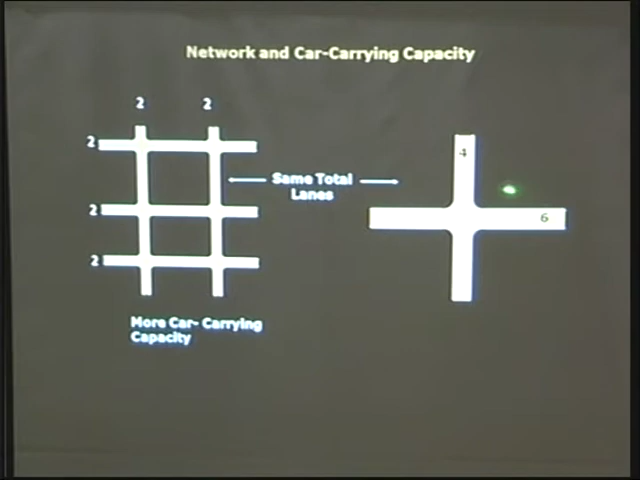 Network and Car-Carrying Capacity
2 2
2
4
Same Total
Lanes
2
6
2
More Car- Carrying
Capacity